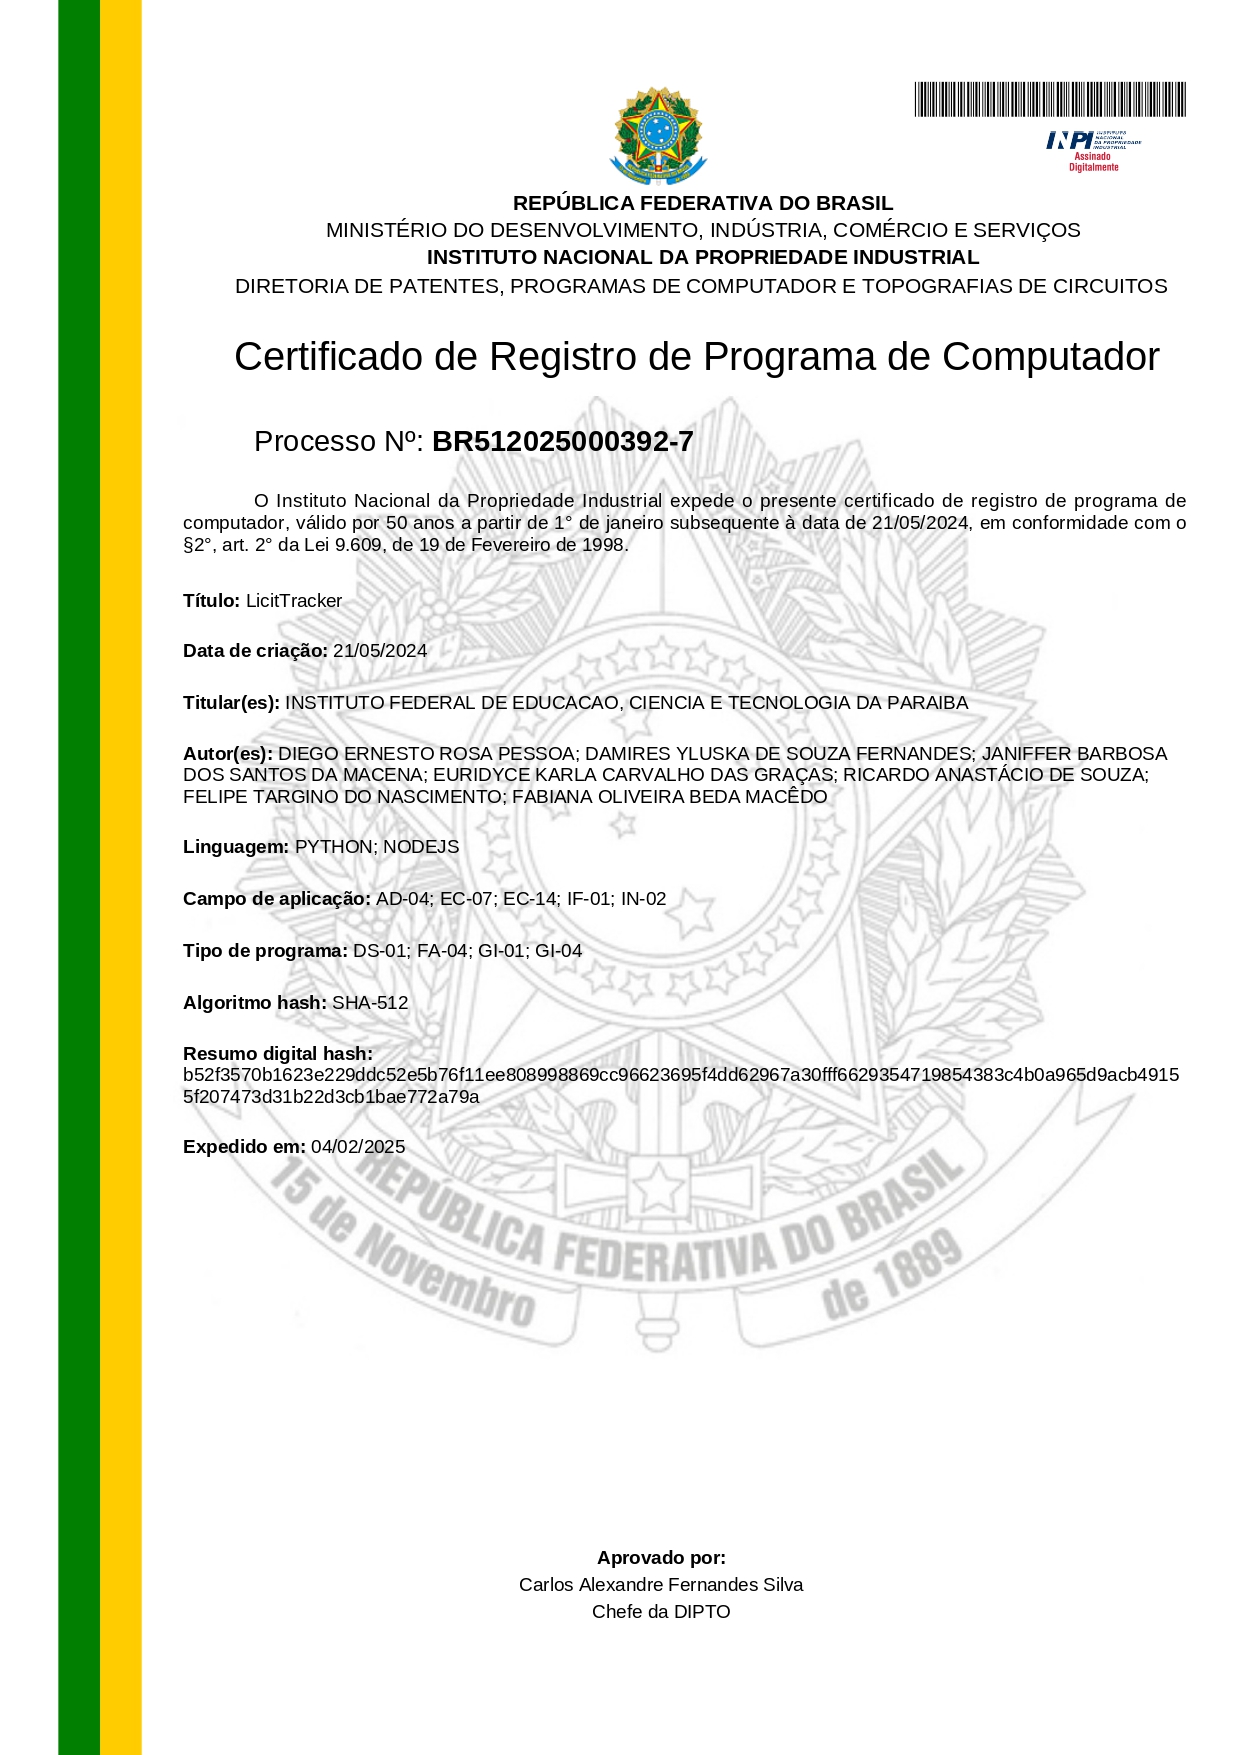 INPI INSTITUTO
NACIONAL
DA PROPRIEDADE
INDUSTRIAL
Assinado
Digitalmente
REPÚBLICA FEDERATIVA DO BRASIL
MINISTÉRIO DO DESENVOLVIMENTO, INDÚSTRIA, COMÉRCIO E SERVIÇOS
INSTITUTO NACIONAL DA PROPRIEDADE INDUSTRIAL
DIRETORIA DE PATENTES, PROGRAMAS DE COMPUTADOR E TOPOGRAFIAS DE CIRCUITOS
Certificado de Registro de Programa de Computador
Processo Nº: BR512025000392-7
O Instituto Nacional da Propriedade Industrial expede o presente certificado de registro de programa de
computador, válido por 50 anos a partir de 1° de janeiro subsequente à data de 21/05/2024, em conformidade com o
§2°, art. 2° da Lei 9.609, de 19 de Fevereiro de 1998.
Título: LicitTracker
Data de criação: 21/05/2024
Titular(es): INSTITUTO FEDERAL DE EDUCACAO, CIENCIA E TECNOLOGIA DA PARAIBA
Autor(es): DIEGO ERNESTO ROSA PESSOA; DAMIRES YLUSKA DE SOUZA FERNANDES; JANIFFER BARBOSA
DOS SANTOS DA MACENA; EURIDYCE KARLA CARVALHO DAS GRAÇAS; RICARDO ANASTÁCIO DE SOUZA;
FELIPE TARGINO DO NASCIMENTO; FABIANA OLIVEIRA BEDA MACÊDO
Linguagem: PYTHON; NODEJS
Campo de aplicação: AD-04; EC-07; EC-14; IF-01; IN-02
Tipo de programa: DS-01; FA-04; GI-01; GI-04
Algoritmo hash: SHA-512
Resumo digital hash:
b52f3570b1623e229ddc52e5b76f11ee808998869cc96623695f4dd62967a30fff6629354719854383c4b0a965d9acb4915
5f207473d31b22d3cb1bae772a79a
Expedido em: 04/02/2025
REPÚBLICA FEDERATIVA DO BRASIL
15 de Novembro de 1889
Aprovado por:
Carlos Alexandre Fernandes Silva
Chefe da DIPTO